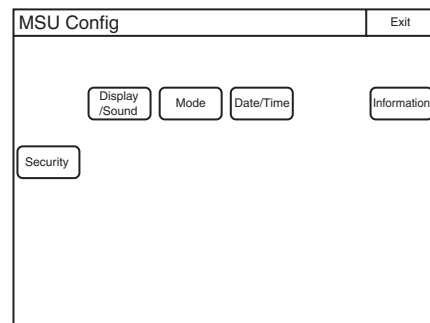 MSU Config
Exit
Display
/Sound
Mode
Date/Time
Information
Security